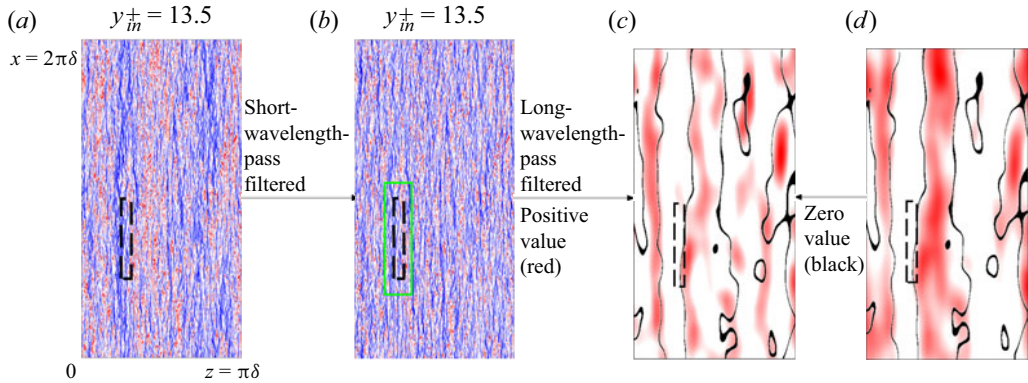 (a)
y⁺in = 13.5
(b)
y⁺in = 13.5
(c)
(d)
x = 2πδ
Short-
wavelength-
pass
filtered
Long-
wavelength-
pass
filtered
Positive
value
(red)
Zero
value
(black)
0
z = πδ